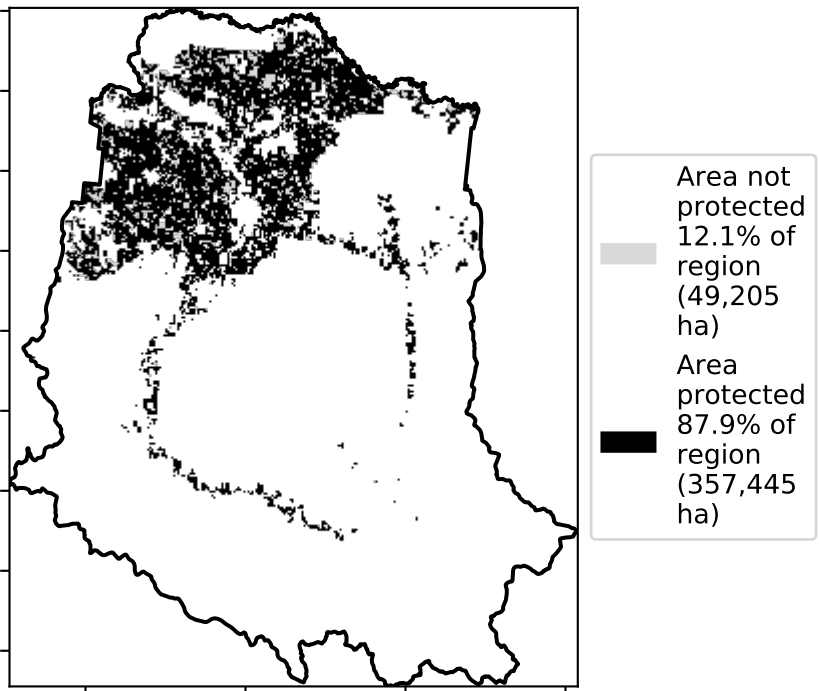 Area not
protected
12.1% of
region
(49,205
ha)
Area
protected
87.9% of
region
(357,445
ha)